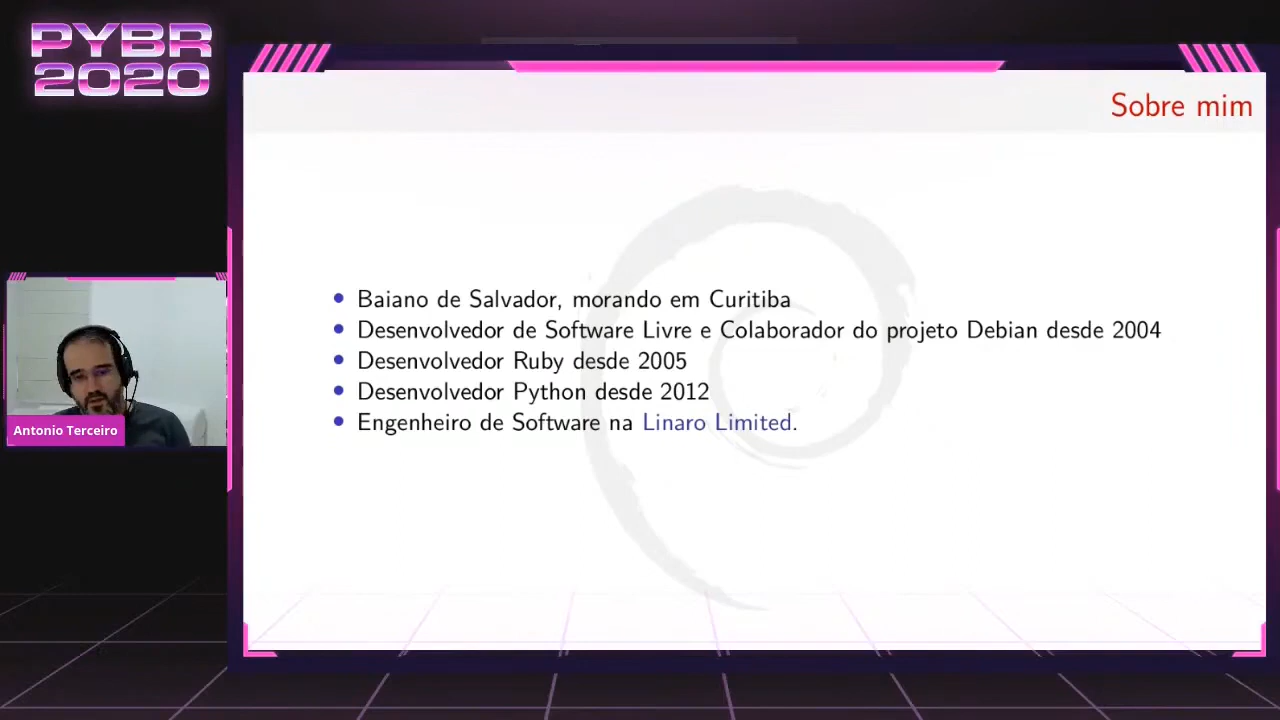 PYBR
2020
Sobre mim
Baiano de Salvador, morando em Curitiba
Desenvolvedor de Software Livre e Colaborador do projeto Debian desde 2004
Desenvolvedor Ruby desde 2005
Desenvolvedor Python desde 2012
Engenheiro de Software na Linaro Limited.
Antonio Terceiro